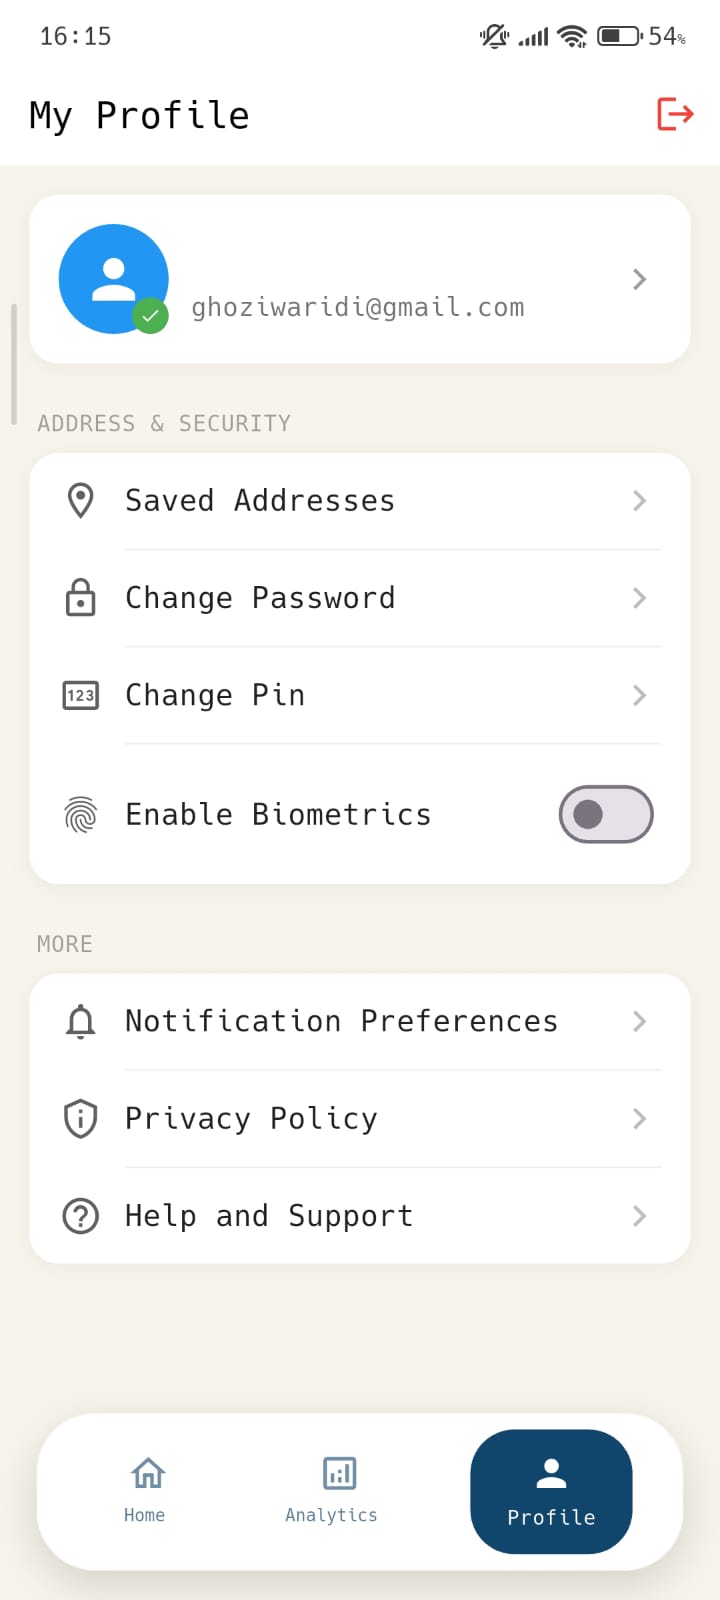 16:15
54%
My Profile
ghoziwaridi@gmail.com
ADDRESS & SECURITY
Saved Addresses
Change Password
123
Change Pin
Enable Biometrics
MORE
Notification Preferences
Privacy Policy
Help and Support
Home
Analytics
Profile